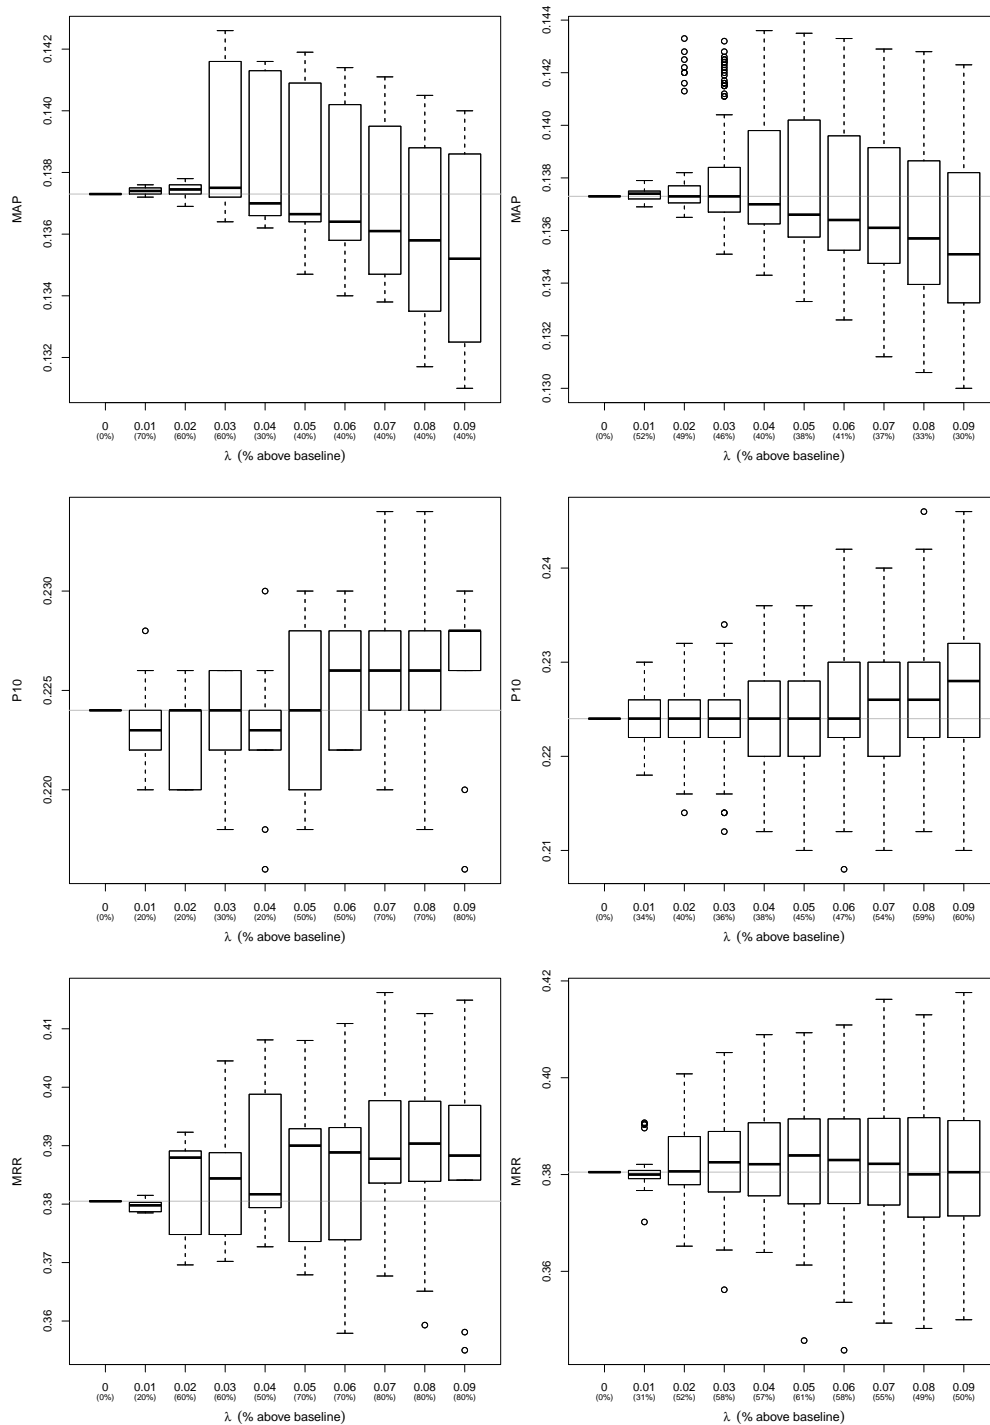 MAP
0.132 0.134 0.136 0.138 0.140 0.142
0 0.01 0.02 0.03 0.04 0.05 0.06 0.07 0.08 0.09
(0%) (70%) (60%) (60%) (30%) (40%) (40%) (40%) (40%) (40%)
λ (% above baseline)
MAP
0.130 0.132 0.134 0.136 0.138 0.140 0.142 0.144
0 0.01 0.02 0.03 0.04 0.05 0.06 0.07 0.08 0.09
(0%) (52%) (49%) (46%) (40%) (38%) (41%) (37%) (33%) (30%)
λ (% above baseline)
P10
0.220 0.225 0.230
0 0.01 0.02 0.03 0.04 0.05 0.06 0.07 0.08 0.09
(0%) (20%) (20%) (30%) (20%) (50%) (50%) (70%) (70%) (80%)
λ (% above baseline)
P10
0.21 0.22 0.23 0.24
0 0.01 0.02 0.03 0.04 0.05 0.06 0.07 0.08 0.09
(0%) (34%) (40%) (36%) (38%) (45%) (47%) (54%) (59%) (60%)
λ (% above baseline)
MRR
0.36 0.37 0.38 0.39 0.40 0.41
0 0.01 0.02 0.03 0.04 0.05 0.06 0.07 0.08 0.09
(0%) (20%) (60%) (60%) (50%) (70%) (70%) (80%) (80%) (80%)
λ (% above baseline)
MRR
0.36 0.38 0.40 0.42
0 0.01 0.02 0.03 0.04 0.05 0.06 0.07 0.08 0.09
(0%) (31%) (52%) (58%) (57%) (61%) (58%) (55%) (49%) (50%)
λ (% above baseline)